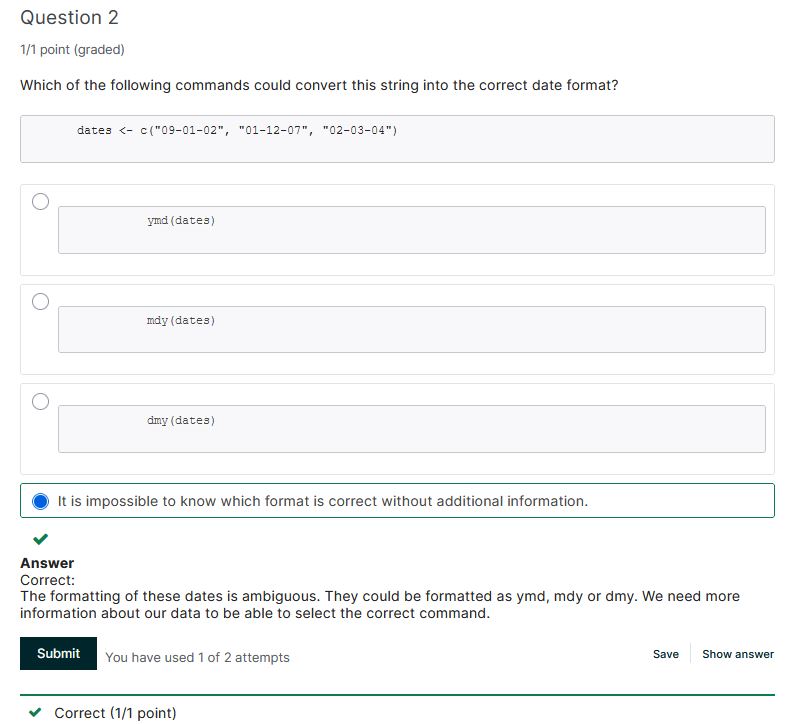 Question 2
1/1 point (graded)
Which of the following commands could convert this string into the correct date format?
dates <- c("09-01-02", "01-12-07", "02-03-04")
ymd(dates)
mdy(dates)
dmy(dates)
It is impossible to know which format is correct without additional information.
Answer
Correct:
The formatting of these dates is ambiguous. They could be formatted as ymd, mdy or dmy. We need more
information about our data to be able to select the correct command.
Submit
You have used 1 of 2 attempts
Save
Show answer
Correct (1/1 point)